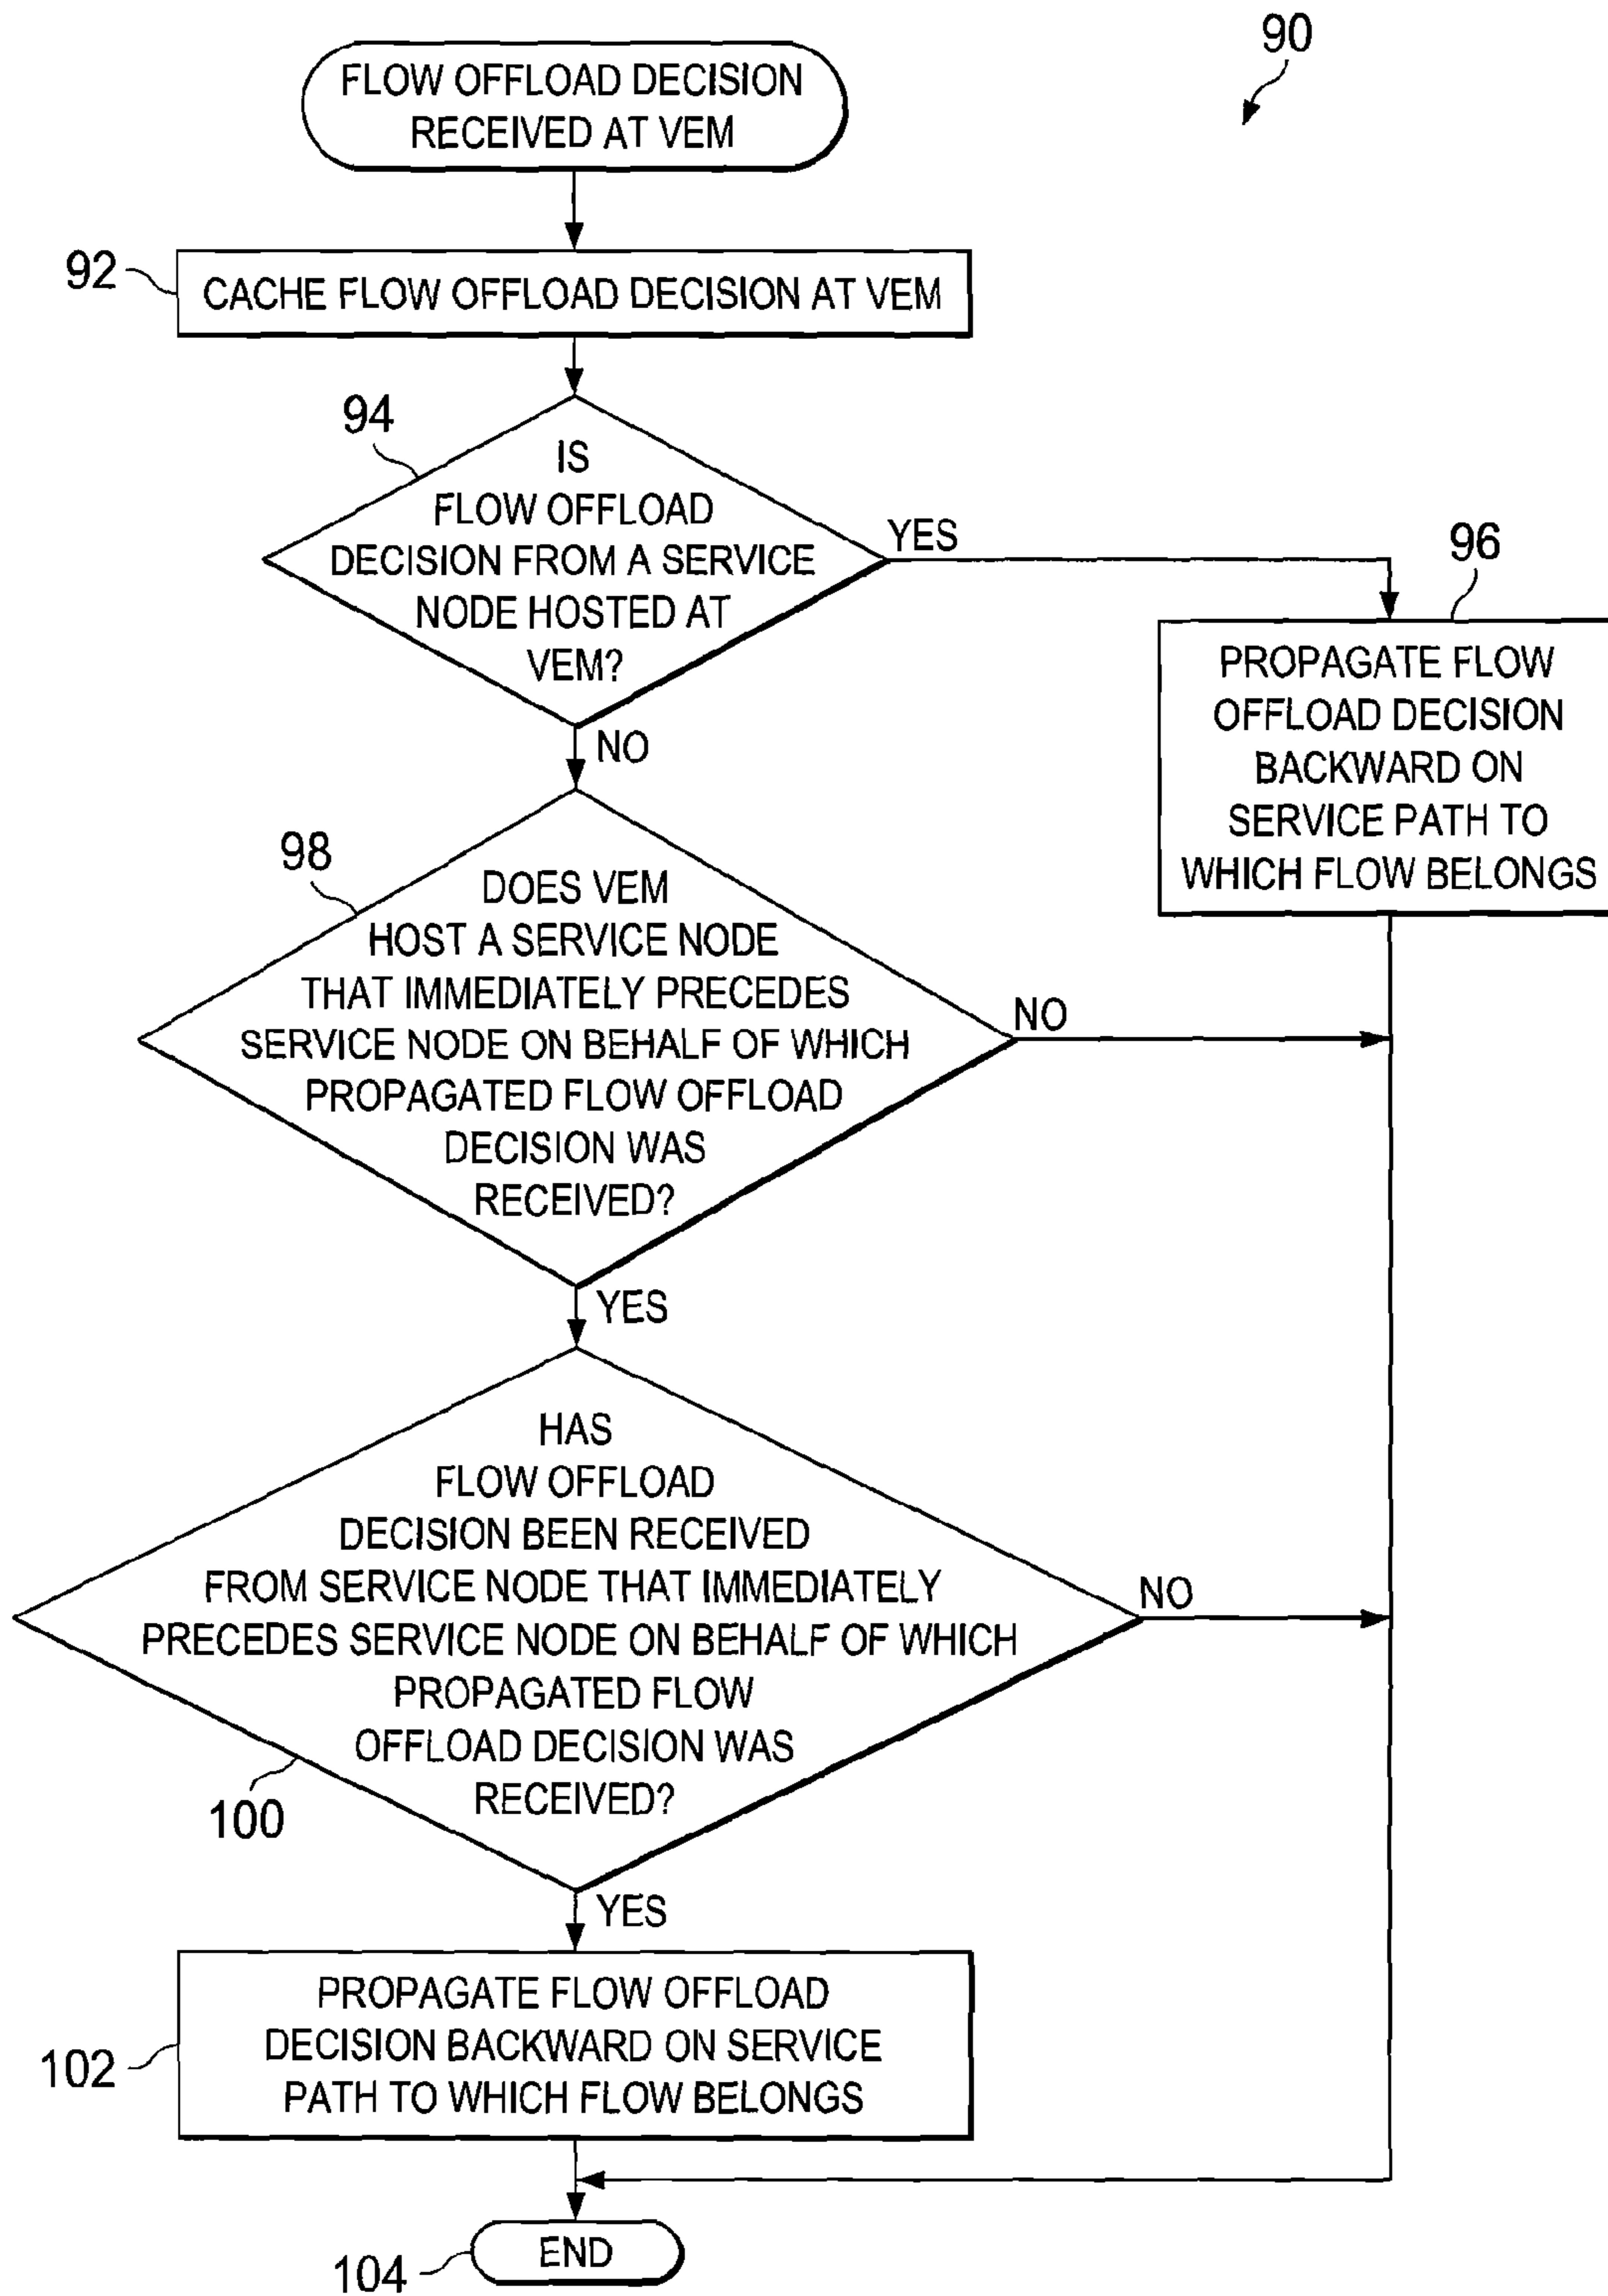 90
FLOW OFFLOAD DECISION
RECEIVED AT VEM
92
CACHE FLOW OFFLOAD DECISION AT VEM
94
IS
FLOW OFFLOAD
DECISION FROM A SERVICE
NODE HOSTED AT
VEM?
YES
96
PROPAGATE FLOW
OFFLOAD DECISION
BACKWARD ON
SERVICE PATH TO
WHICH FLOW BELONGS
NO
98
DOES VEM
HOST A SERVICE NODE
THAT IMMEDIATELY PRECEDES
SERVICE NODE ON BEHALF OF WHICH
PROPAGATED FLOW OFFLOAD
DECISION WAS
RECEIVED?
NO
YES
HAS
FLOW OFFLOAD
DECISION BEEN RECEIVED
FROM SERVICE NODE THAT IMMEDIATELY
PRECEDES SERVICE NODE ON BEHALF OF WHICH
PROPAGATED FLOW
OFFLOAD DECISION WAS
RECEIVED?
NO
100
YES
PROPAGATE FLOW OFFLOAD
DECISION BACKWARD ON SERVICE
PATH TO WHICH FLOW BELONGS
102
END
104